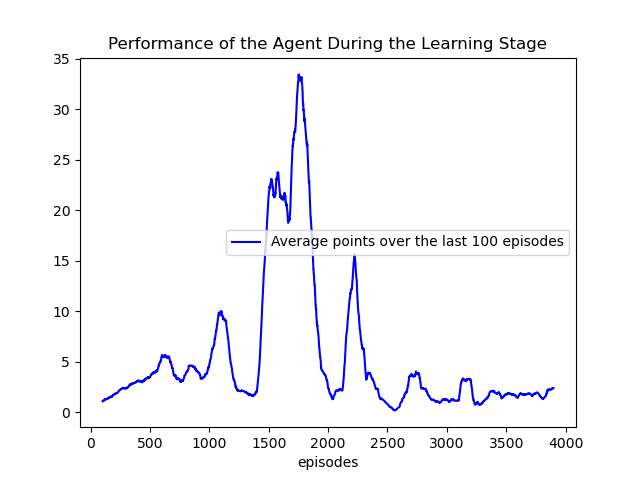 Performance of the Agent During the Learning Stage
35
30
25
20
15
10
5
0
Average points over the last 100 episodes
0 500 1000 1500 2000 2500 3000 3500 4000
episodes